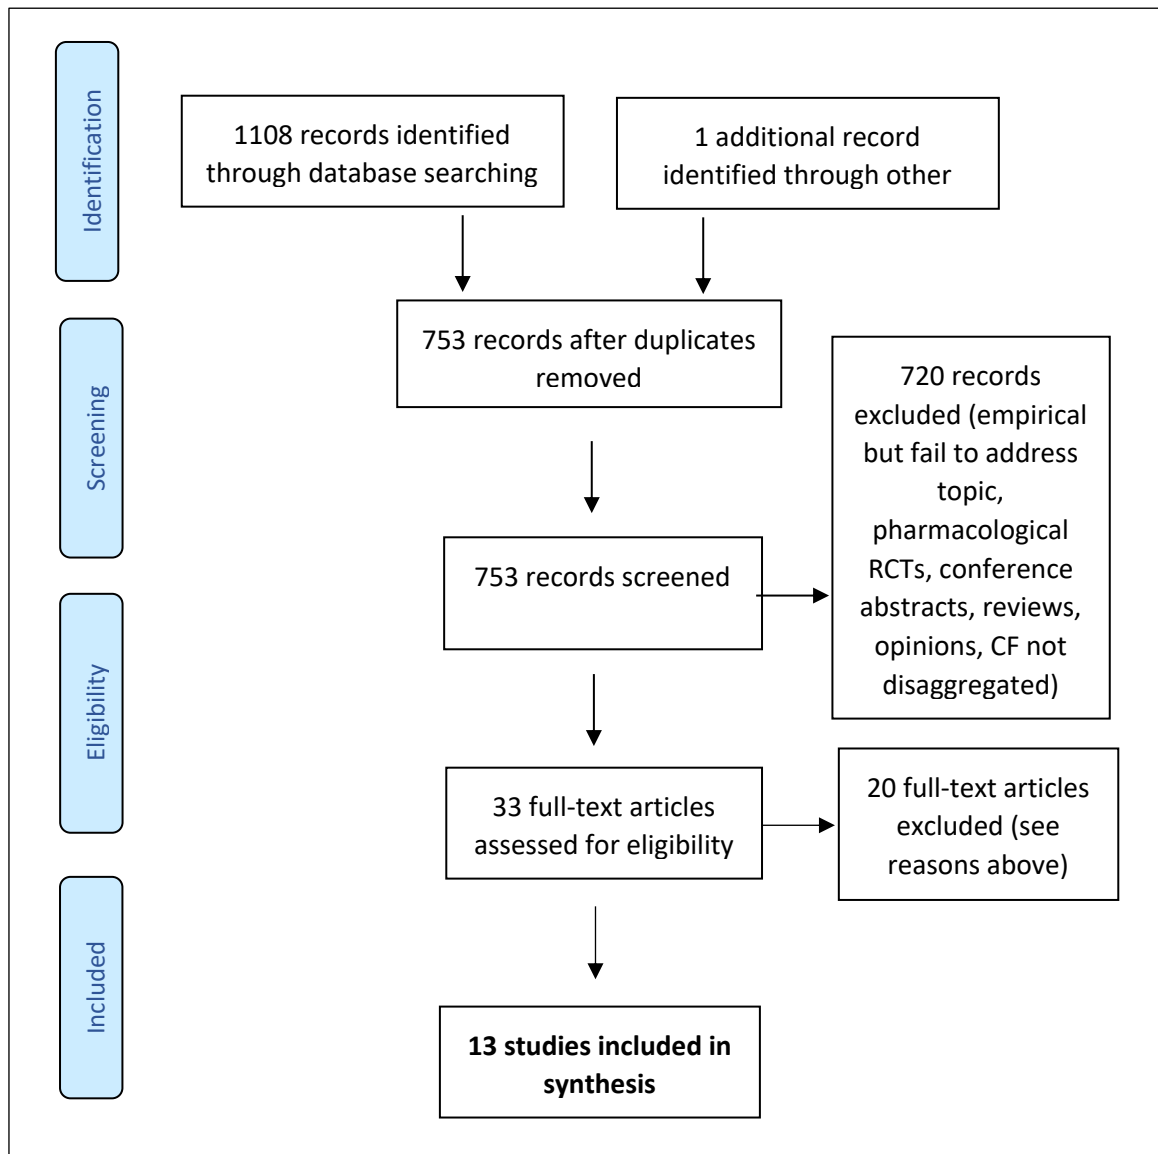 Identification
1108 records identified
through database searching
1 additional record
identified through other
Screening
753 records after duplicates
removed
720 records
excluded (empirical
but fail to address
topic,
pharmacological
RCTs, conference
abstracts, reviews,
opinions, CF not
disaggregated)
753 records screened
Eligibility
33 full-text articles
assessed for eligibility
20 full-text articles
excluded (see
reasons above)
Included
13 studies included in
synthesis